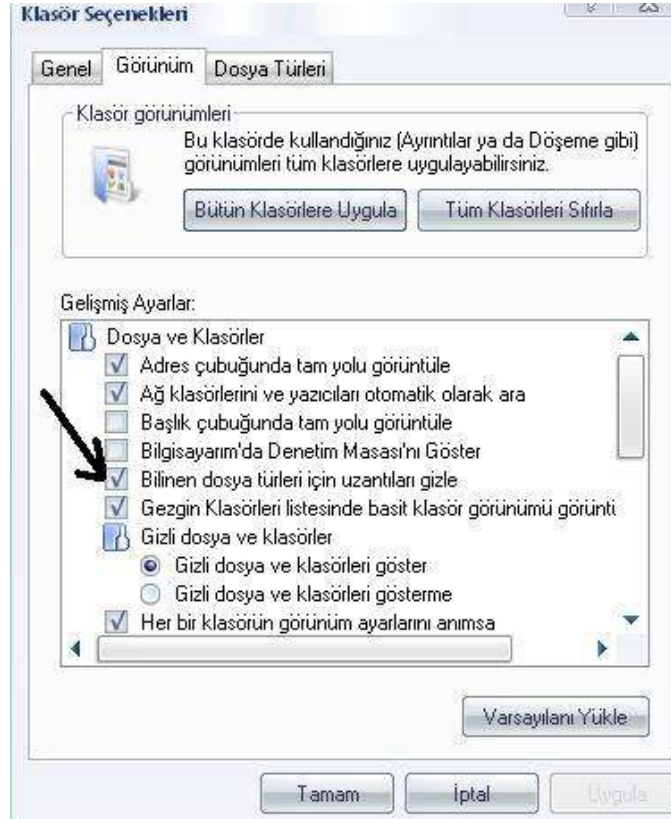 Klasör Seçenekleri
Genel Görünüm Dosya Türleri
Klasör görünümleri
Bu klasörde kullandığınız (Ayrıntılar ya da Döşeme gibi)
görünümleri tüm klasörlere uygulayabilirsiniz.
Bütün Klasörlere Uygula Tüm Klasörleri Sıfırla
Gelişmiş Ayarlar:
Dosya ve Klasörler
Adres çubuğunda tam yolu görüntüle
Ağ klasörlerini ve yazıcıları otomatik olarak ara
Başlık çubuğunda tam yolu görüntüle
Bilgisayarım'da Denetim Masası'nı Göster
Bilinen dosya türleri için uzantıları gizle
Gezgin Klasörleri listesinde basit klasör görünümü görünti
Gizli dosya ve klasörler
Gizli dosya ve klasörleri göster
Gizli dosya ve klasörleri gösterme
Her bir klasörün görünüm ayarlarını anımsa
Varsayılanı Yükle
Tamam İptal Uygula